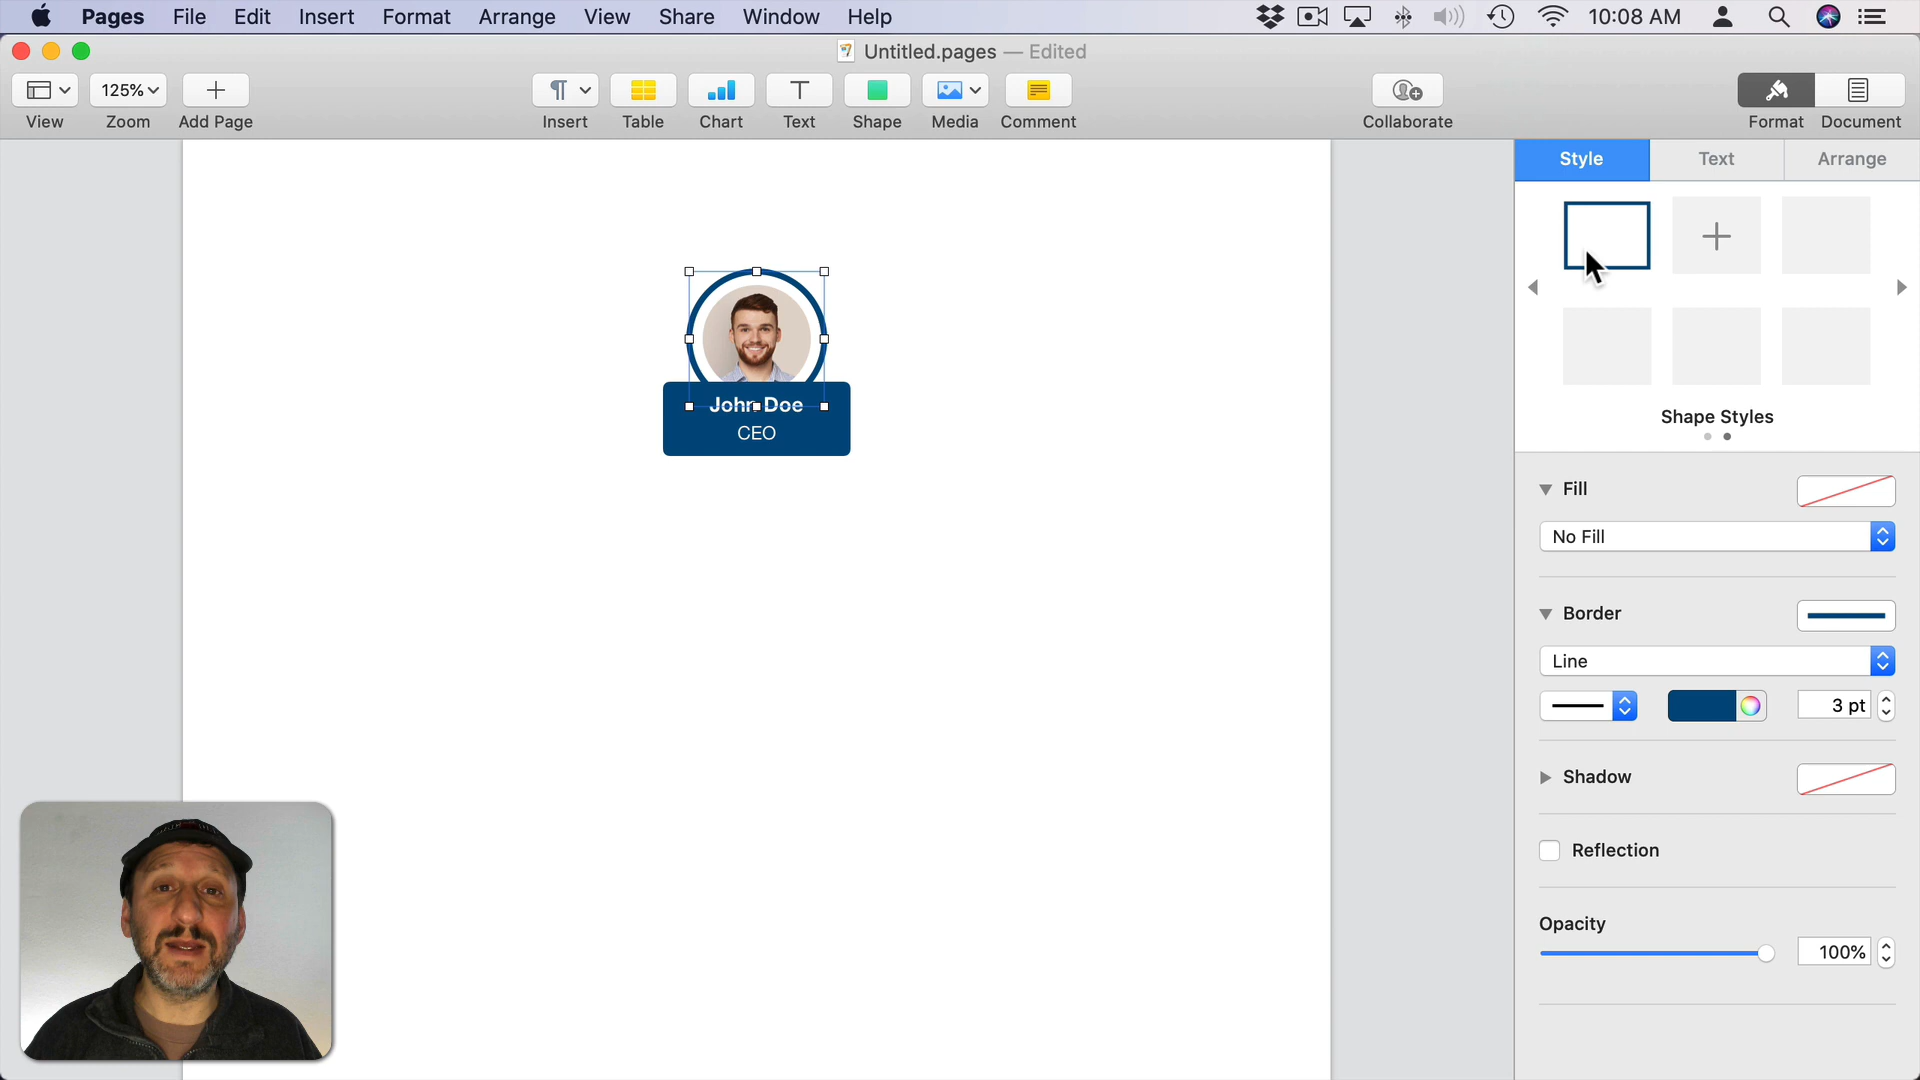 Pages File Edit Insert Format Arrange View Share Window Help 10:08 AM
Untitled.pages — Edited
125%
View Zoom Add Page Insert Table Chart Text Shape Media Comment Collaborate Format Document
Style Text Arrange
John Doe
CEO
Shape Styles
Fill
No Fill
Border
Line
3 pt
Shadow
Reflection
Opacity
100%